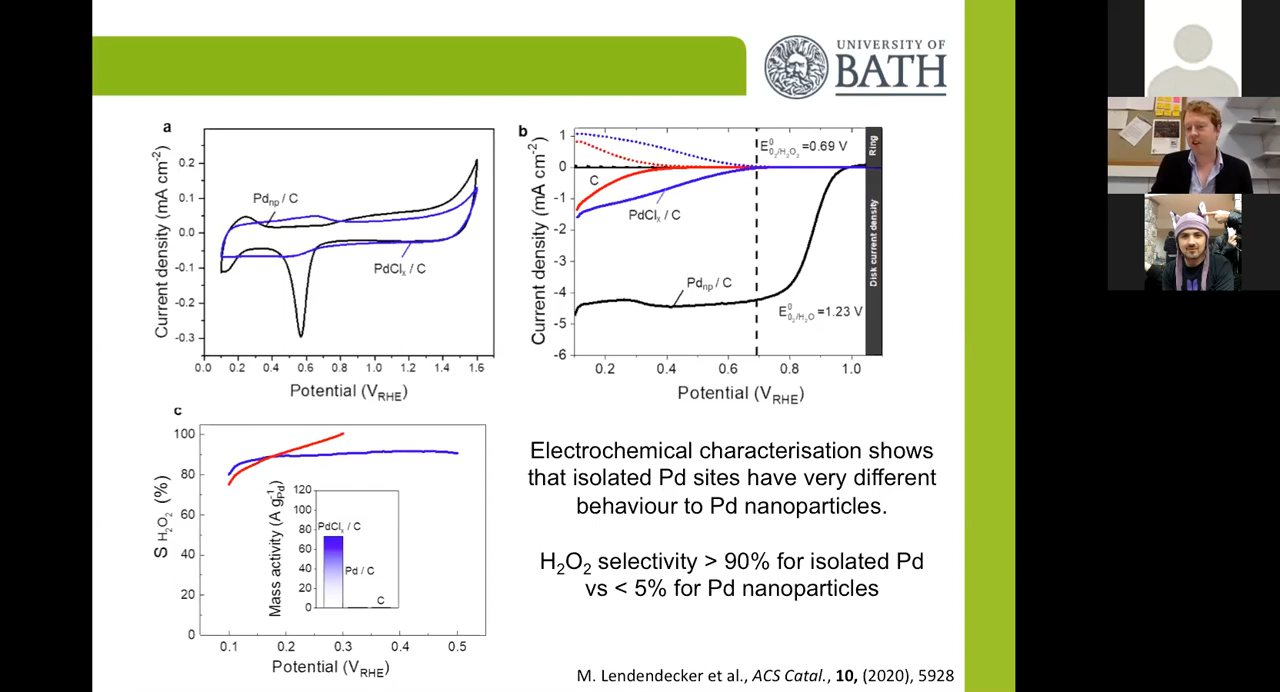 UNIVERSITY OF
BATH
a
Current density (mA cm-2)
0.2
0.1
0.0
-0.1
-0.2
-0.3
Pdnp / C
PdClx / C
0.0 0.2 0.4 0.6 0.8 1.0 1.2 1.4 1.6
Potential (VRHE)
b
Current density (mA cm-2)
1
0
-1
-2
-3
-4
-5
-6
E0O2/H2O2 =0.69 V
C
PdClx / C
Pdnp / C
E0O2/H2O =1.23 V
Ring
Disk current density
0.2 0.4 0.6 0.8 1.0
Potential (VRHE)
c
S H2O2 (%)
100
80
60
40
20
0
Mass activity (A g-1Pd)
120
100
80
60
40
20
0
PdClx / C
Pd / C
C
0.1 0.2 0.3 0.4 0.5
Potential (VRHE)
Electrochemical characterisation shows
that isolated Pd sites have very different
behaviour to Pd nanoparticles.
H2O2 selectivity > 90% for isolated Pd
vs < 5% for Pd nanoparticles
M. Lendendecker et al., ACS Catal., 10, (2020), 5928